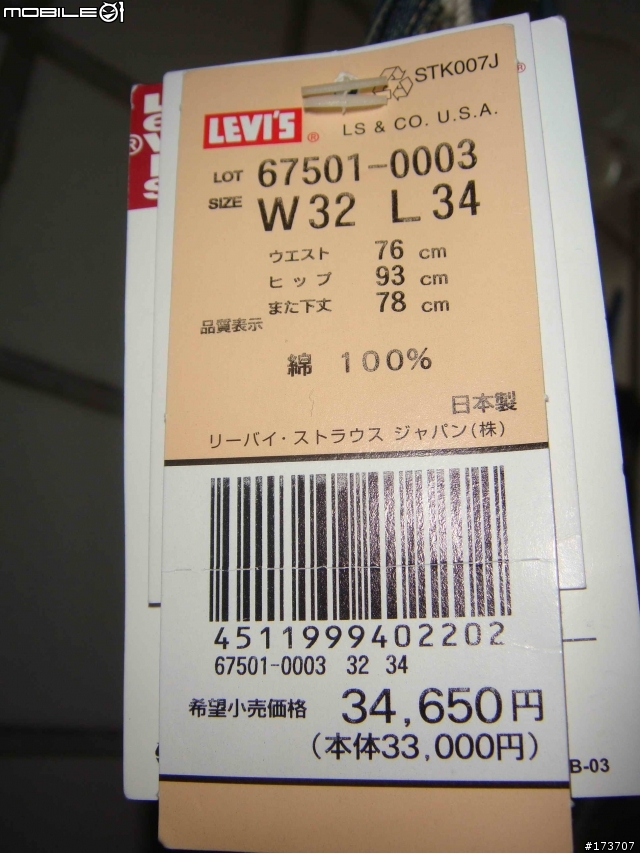 MOBILE01
STK007J
LEVI'S ® LS & CO. U.S.A.
LOT 67501-0003
SIZE W32 L34
ウエスト 76 cm
ヒップ 93 cm
また下丈 78 cm
品質表示
綿 100%
日本製
リーバイ・ストラウス ジャパン(株)
4511999402202
67501-0003 32 34
希望小売価格 34,650円
(本体33,000円)
B-03
#173707